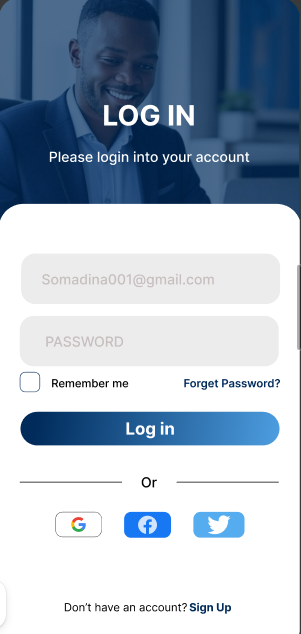 LOG IN
Please login into your account
Somadina001@gmail.com
PASSWORD
Remember me Forget Password?
Log in
Or
Don't have an account? Sign Up